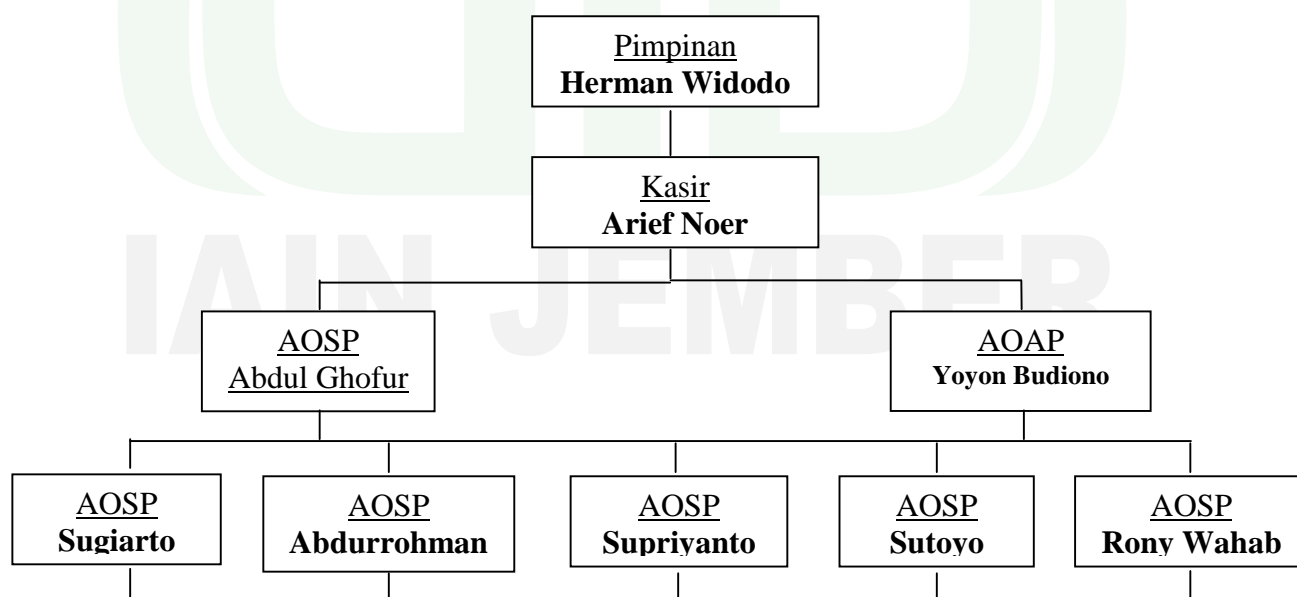 Pimpinan
Herman Widodo
Kasir
Arief Noer
IAIN JEMBER
AOSP
Abdul Ghofur
AOAP
Yoyon Budiono
AOSP
Sugiarto
AOSP
Abdurrohman
AOSP
Supriyanto
AOSP
Sutoyo
AOSP
Rony Wahab